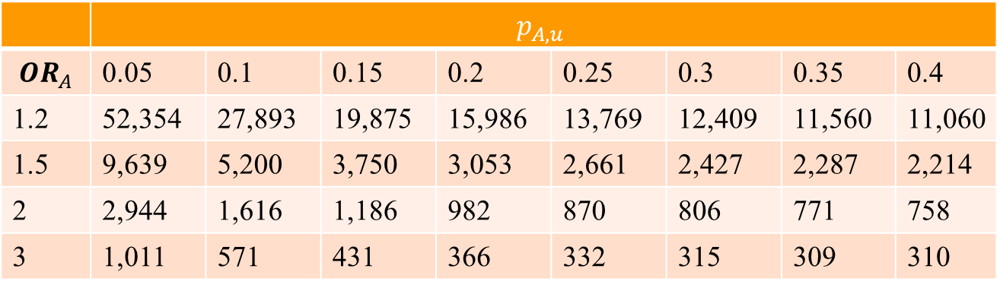 p_{A,u}
OR_A 0.05 0.1 0.15 0.2 0.25 0.3 0.35 0.4
1.2 52,354 27,893 19,875 15,986 13,769 12,409 11,560 11,060
1.5 9,639 5,200 3,750 3,053 2,661 2,427 2,287 2,214
2 2,944 1,616 1,186 982 870 806 771 758
3 1,011 571 431 366 332 315 309 310